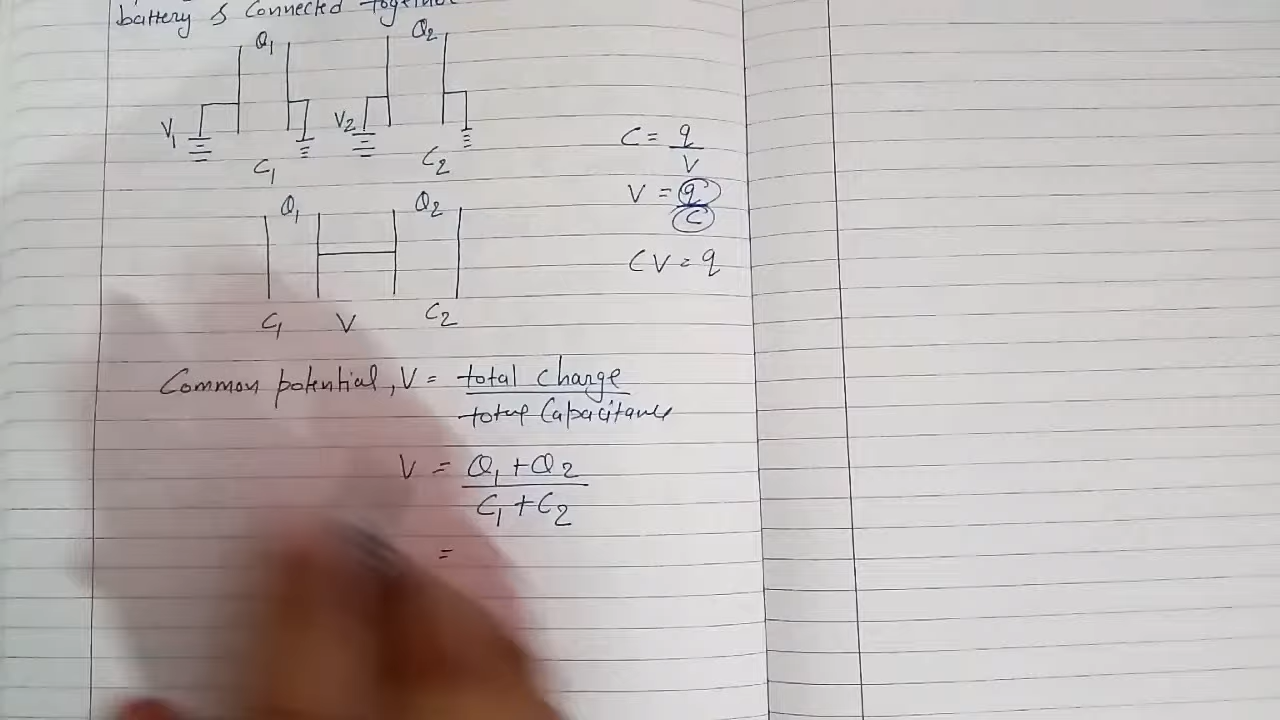 battery & Connected together
Q1 Q2
V1 V2
C1 C2
Q1 Q2
C1 V C2
C = q/V
V = q/C
CV = q
Common potential, V = total charge / total Capacitance
V = Q1 + Q2 / C1 + C2
=